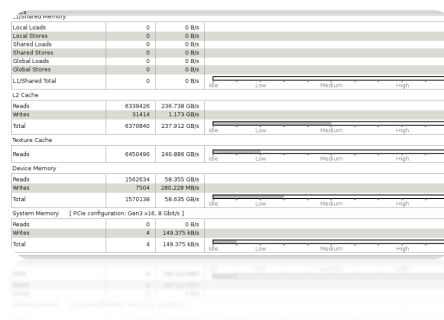 L1/Shared Memory
Local Loads 0 0 B/s
Local Stores 0 0 B/s
Shared Loads 0 0 B/s
Shared Stores 0 0 B/s
Global Loads 0 0 B/s
Global Stores 0 0 B/s
L1/Shared Total 0 0 B/s Idle Low Medium High
L2 Cache
Reads 6339426 236.738 GB/s
Writes 31414 1.173 GB/s
Total 6370840 237.912 GB/s Idle Low Medium High
Texture Cache
Reads 6450496 240.886 GB/s Idle Low Medium High
Device Memory
Reads 1562634 58.355 GB/s
Writes 7504 280.228 MB/s
Total 1570138 58.635 GB/s Idle Low Medium High
System Memory [ PCIe configuration: Gen3 x16, 8 Gbit/s ]
Reads 0 0 B/s
Writes 4 149.375 kB/s
Total 4 149.375 kB/s Idle Low Medium High